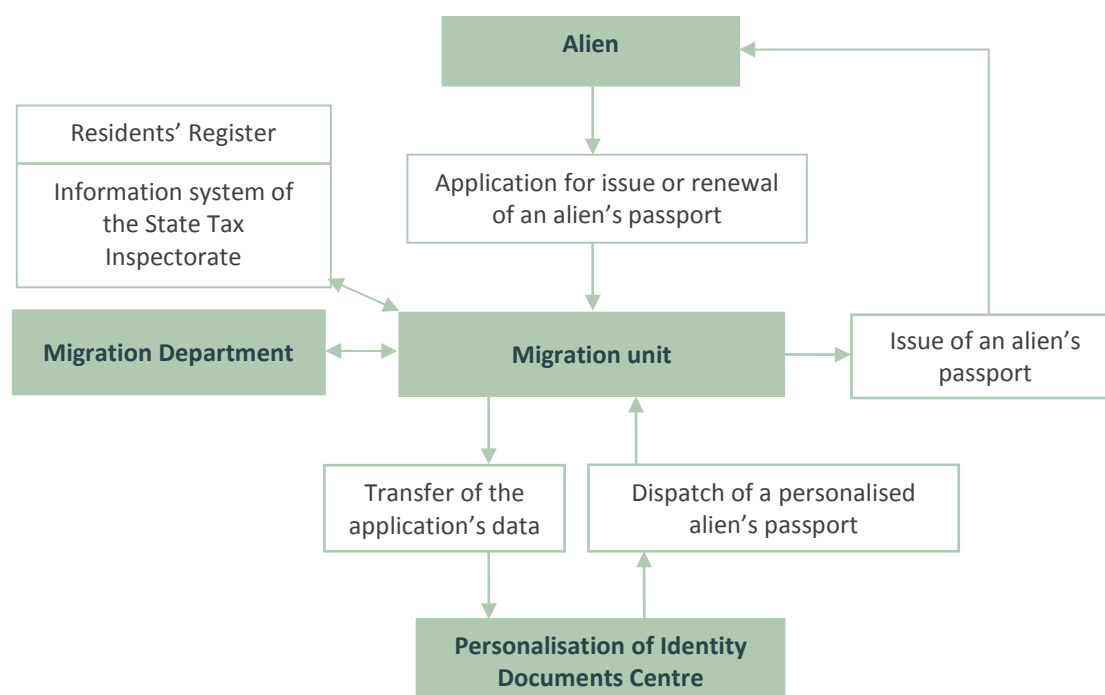 Alien
Residents’ Register
Information system of
the State Tax
Inspectorate
Application for issue or renewal
of an alien’s passport
Migration Department
Migration unit
Issue of an alien’s
passport
Transfer of the
application’s data
Dispatch of a personalised
alien’s passport
Personalisation of Identity
Documents Centre